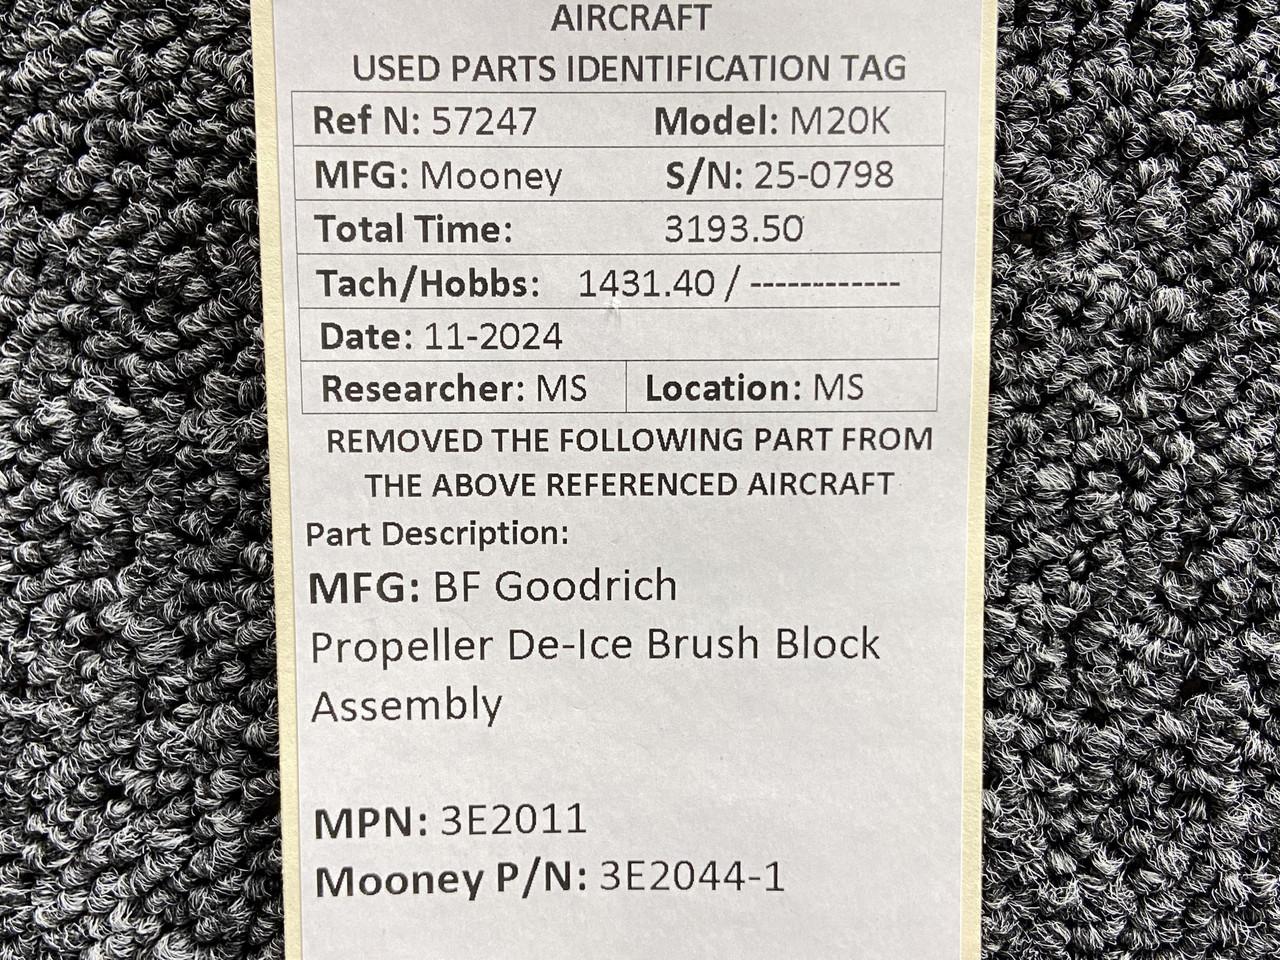 AIRCRAFT
USED PARTS IDENTIFICATION TAG
Ref N: 57247 Model: M20K
MFG: Mooney S/N: 25-0798
Total Time: 3193.50
Tach/Hobbs: 1431.40 / ------------
Date: 11-2024
Researcher: MS Location: MS
REMOVED THE FOLLOWING PART FROM
THE ABOVE REFERENCED AIRCRAFT
Part Description:
MFG: BF Goodrich
Propeller De-Ice Brush Block
Assembly
MPN: 3E2011
Mooney P/N: 3E2044-1